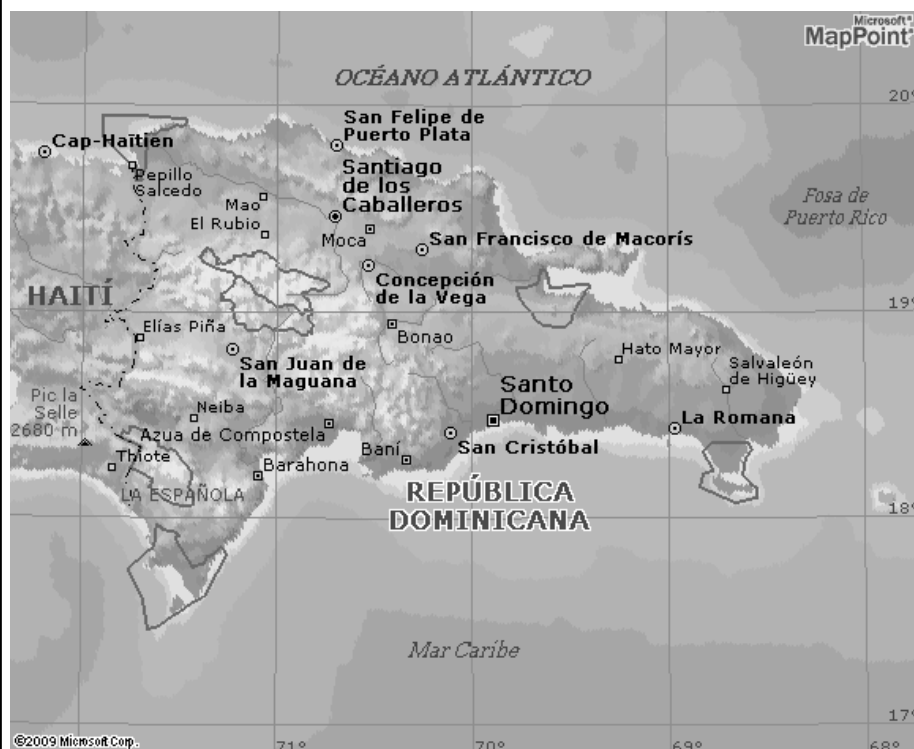 Microsoft®
MapPoint®
OCÉANO ATLÁNTICO
20°
San Felipe de
Puerto Plata
Cap-Haïtien
Santiago
de los
Caballeros
Pepillo
Salcedo
Mao
El Rubio
Moca
San Francisco de Macorís
Fosa de
Puerto Rico
HAITÍ
Concepción
de la Vega
19°
Elías Piña
Bonao
Hato Mayor
San Juan de
la Maguana
Salvaleón
de Higüey
Pic la
Selle
2680 m
Neiba
Santo
Domingo
La Romana
Azua de Compostela
Baní
San Cristóbal
Thiote
Barahona
LA ESPAÑOLA
REPÚBLICA
DOMINICANA
18°
Mar Caribe
17°
©2009 Microsoft Corp.
71°
70°
69°
68°